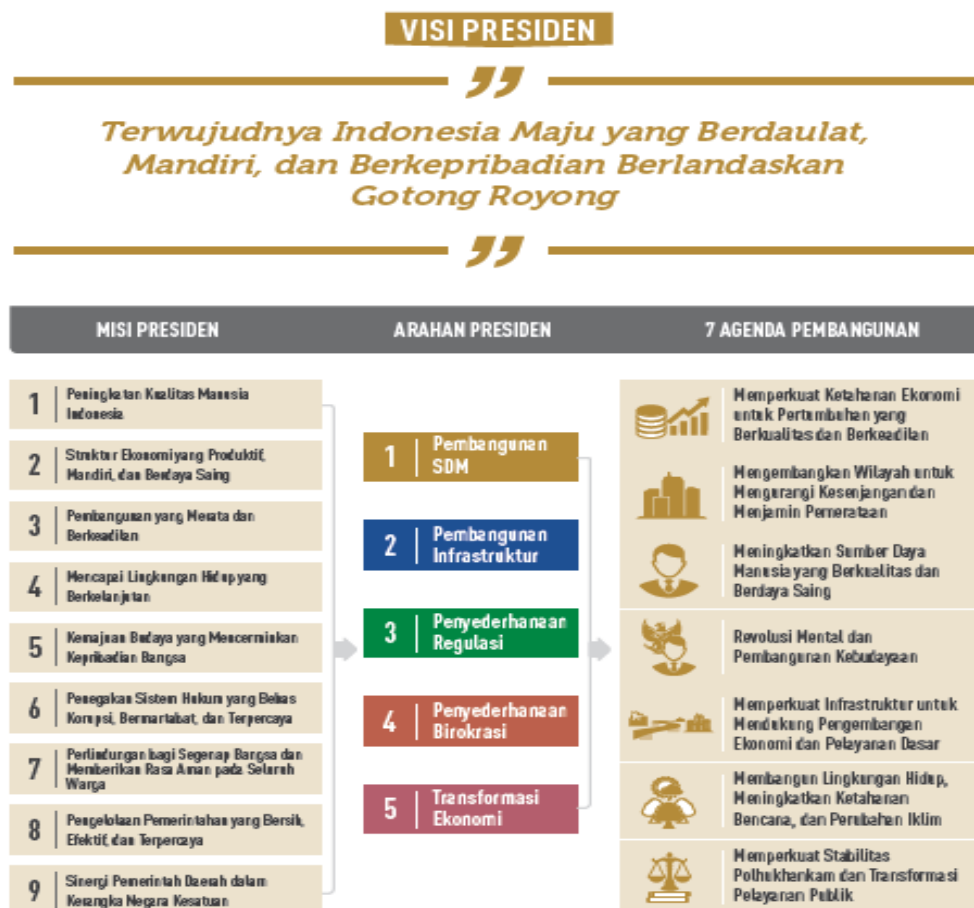 VISI PRESIDEN
”
Terwujudnya Indonesia Maju yang Berdaulat,
Mandiri, dan Berkepribadian Berlandaskan
Gotong Royong
”
MISI PRESIDEN
ARAHAN PRESIDEN
7 AGENDA PEMBANGUNAN
1
Peningkatan Kualitas Manusia
Indonesia
2
Struktur Ekonomi yang Produktif,
Mandiri, dan Berdaya Saing
3
Pembangunan yang Merata dan
Berkeadilan
4
Mencapai Lingkungan Hidup yang
Berkelanjutan
5
Kemajuan Budaya yang Mencerminkan
Kepribadian Bangsa
6
Penegakan Sistem Hukum yang Bebas
Korupsi, Bermartabat, dan Terpercaya
7
Perlindungan bagi Segenap Bangsa dan
Memberikan Rasa Aman pada Seluruh
Warga
8
Pengelolaan Pemerintahan yang Bersih,
Efektif, dan Terpercaya
9
Sinergi Pemerintah Daerah dalam
Kerangka Negara Kesatuan
1
Pembangunan
SDM
2
Pembangunan
Infrastruktur
3
Penyederhanaan
Regulasi
4
Penyederhanaan
Birokrasi
5
Transformasi
Ekonomi
Memperkuat Ketahanan Ekonomi
untuk Pertumbuhan yang
Berkualitas dan Berkeadilan
Mengembangkan Wilayah untuk
Mengurangi Kesenjangan dan
Menjamin Pemerataan
Meningkatkan Sumber Daya
Manusia yang Berkualitas dan
Berdaya Saing
Revolusi Mental dan
Pembangunan Kebudayaan
Memperkuat Infrastruktur untuk
Mendukung Pengembangan
Ekonomi dan Pelayanan Dasar
Membangun Lingkungan Hidup,
Meningkatkan Ketahanan
Bencana, dan Perubahan Iklim
Memperkuat Stabilitas
Polhukhankam dan Transformasi
Pelayanan Publik